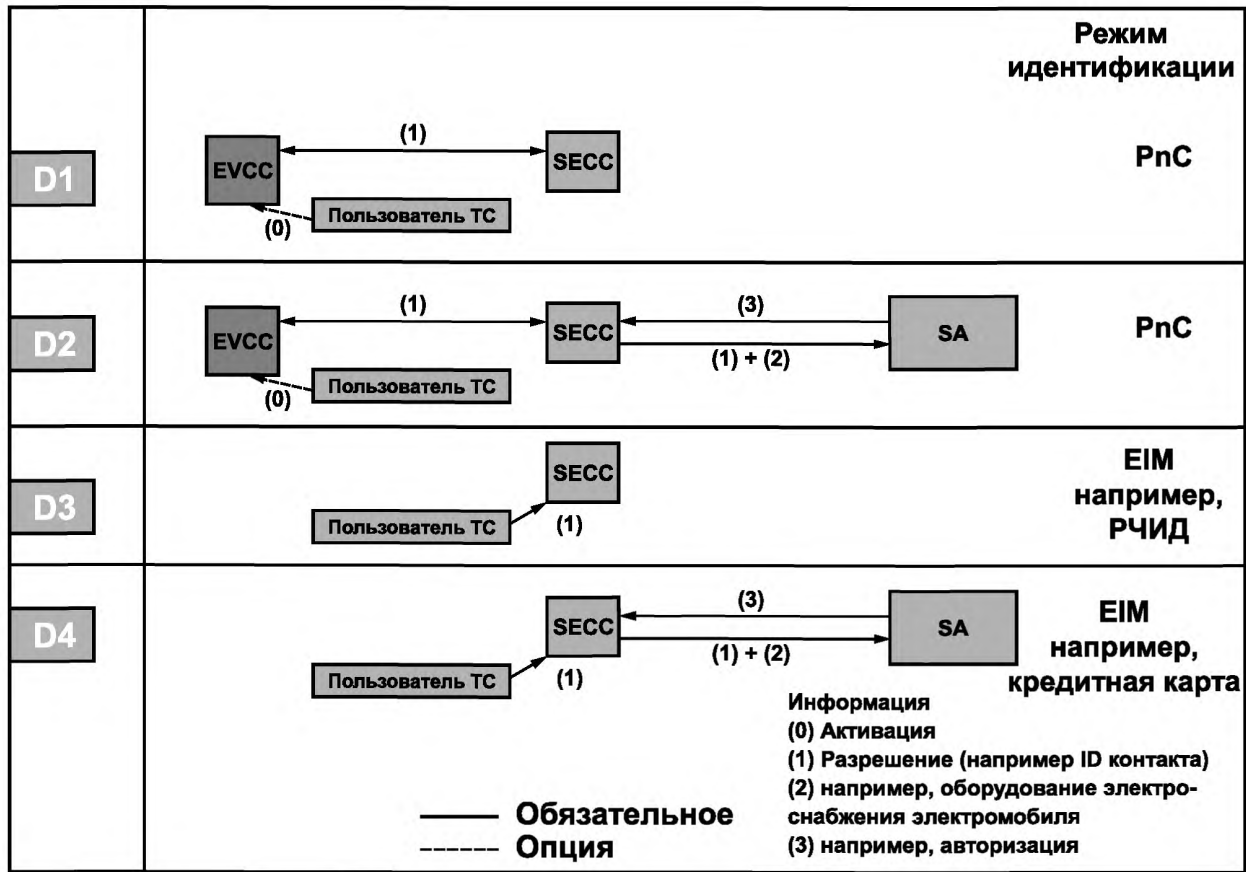 Режим
идентификации
D1
EVCC
(1)
SECC
PnC
Пользователь ТС
(0)
D2
EVCC
(1)
SECC
(3)
(1) + (2)
SA
PnC
Пользователь ТС
(0)
D3
SECC
Пользователь ТС
(1)
EIM
например,
РЧИД
D4
SECC
(3)
(1) + (2)
SA
Пользователь ТС
(1)
EIM
например,
кредитная карта
Информация
(0) Активация
(1) Разрешение (например ID контакта)
(2) например, оборудование электро-
снабжения электромобиля
(3) например, авторизация
Обязательное
Опция